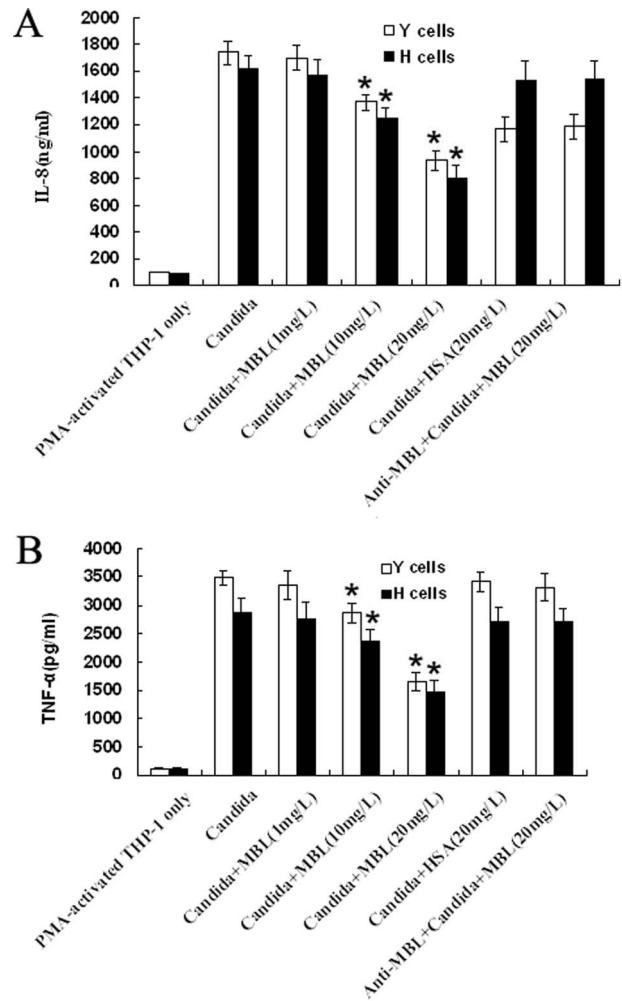 A
2000
1800
1600
1400
1200
1000
800
600
400
200
0
IL-8(ng/ml)
Y cells
H cells
* * * *
PMA-activated THP-1 only
Candida
Candida+MBL(1mg/L)
Candida+MBL(10mg/L)
Candida+MBL(20mg/L)
Candida+HSA(20mg/L)
Anti-MBL+Candida+MBL(20mg/L)
B
4000
3500
3000
2500
2000
1500
1000
500
0
TNF-α(pg/ml)
Y cells
H cells
* * * *
PMA-activated THP-1 only
Candida
Candida+MBL(1mg/L)
Candida+MBL(10mg/L)
Candida+MBL(20mg/L)
Candida+HSA(20mg/L)
Anti-MBL+Candida+MBL(20mg/L)